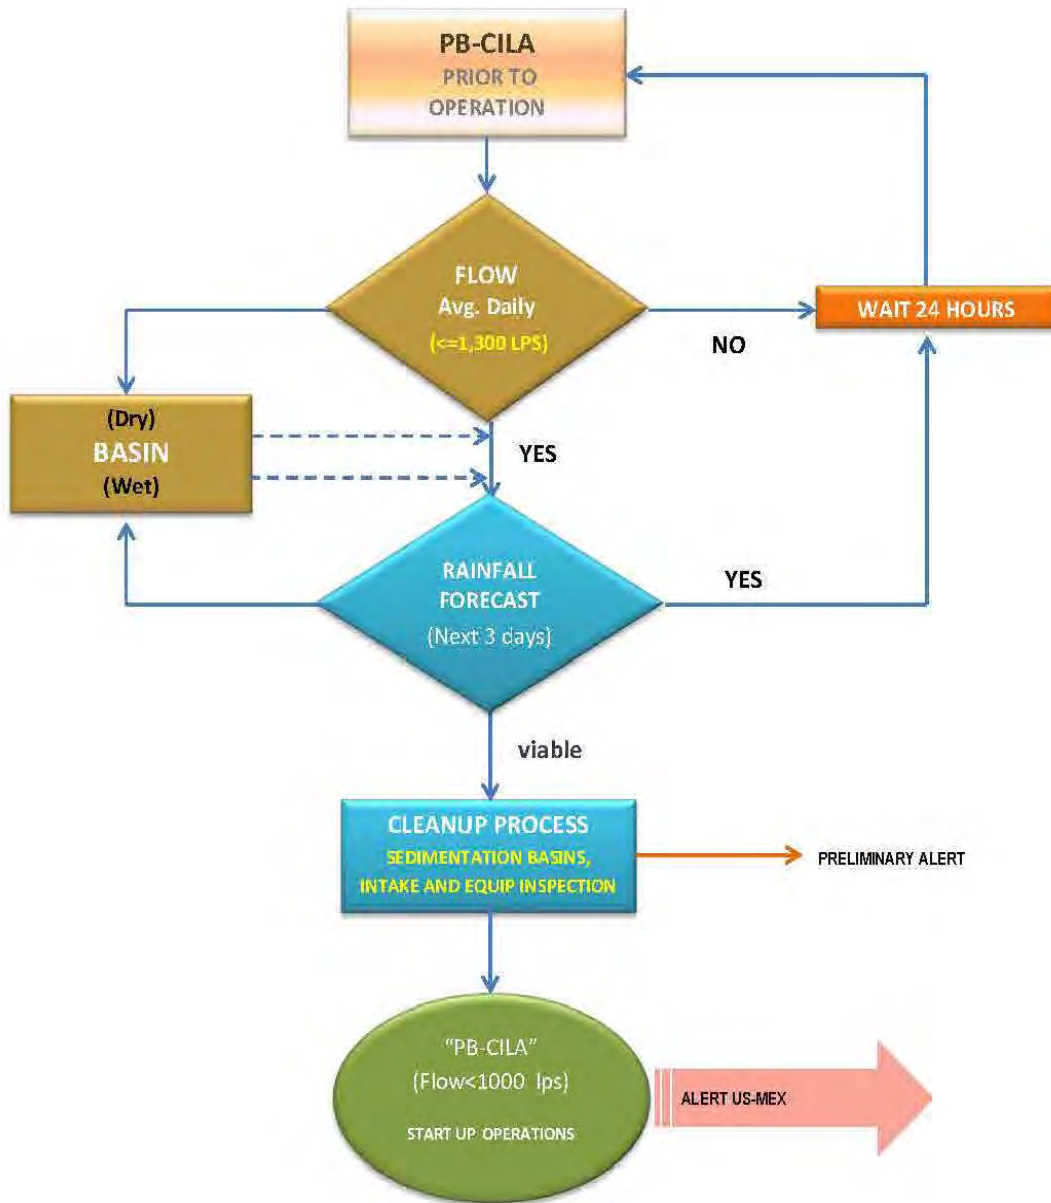 PB-CILA
PRIOR TO
OPERATION
FLOW
Avg. Daily
(<=1,300 LPS)
WAIT 24 HOURS
NO
(Dry)
BASIN
(Wet)
YES
RAINFALL
FORECAST
(Next 3 days)
YES
viable
CLEANUP PROCESS
SEDIMENTATION BASINS,
INTAKE AND EQUIP INSPECTION
PRELIMINARY ALERT
"PB-CILA"
(Flow<1000 lps)
START UP OPERATIONS
ALERT US-MEX